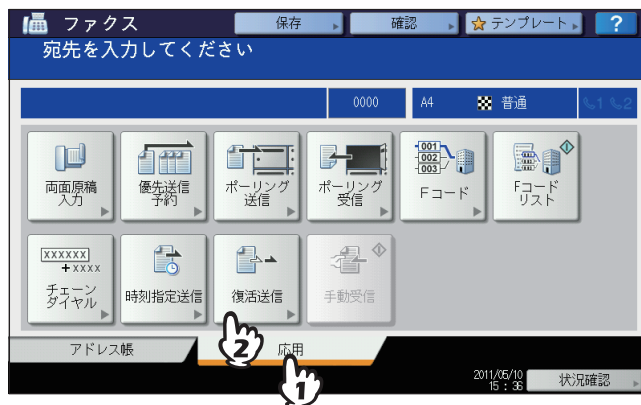 ファクス
保存
確認
テンプレート
?
宛先を入力してください
0000
A4
普通
1
2
両面原稿
入力
優先送信
予約
ポーリング
送信
ポーリング
受信
001
002
003
Fコード
Fコード
リスト
XXXXXX
+xxxx
チェーン
ダイヤル
時刻指定送信
復活送信
手動受信
2
アドレス帳
応用
1
2011/05/10
15:36
状況確認